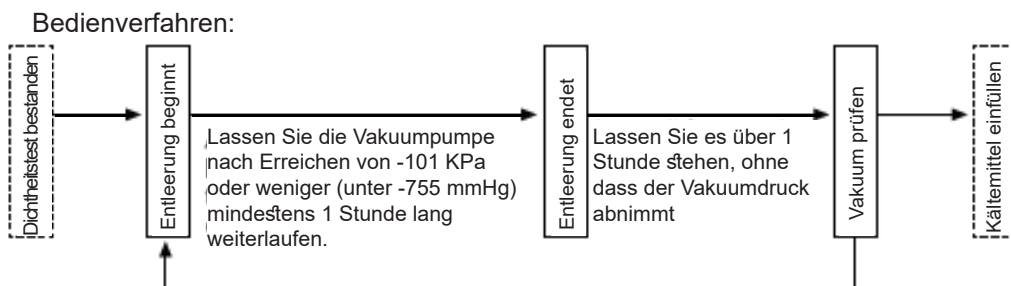 Bedienverfahren:
Dichtheitstest bestanden
Entleerung beginnt
Lassen Sie die Vakuumpumpe
nach Erreichen von -101 KPa
oder weniger (unter -755 mmHg)
mindestens 1 Stunde lang
weiterlaufen.
Entleerung endet
Lassen Sie es über 1
Stunde stehen, ohne
dass der Vakuumdruck
abnimmt
Vakuum prüfen
Kältemittel einfüllen